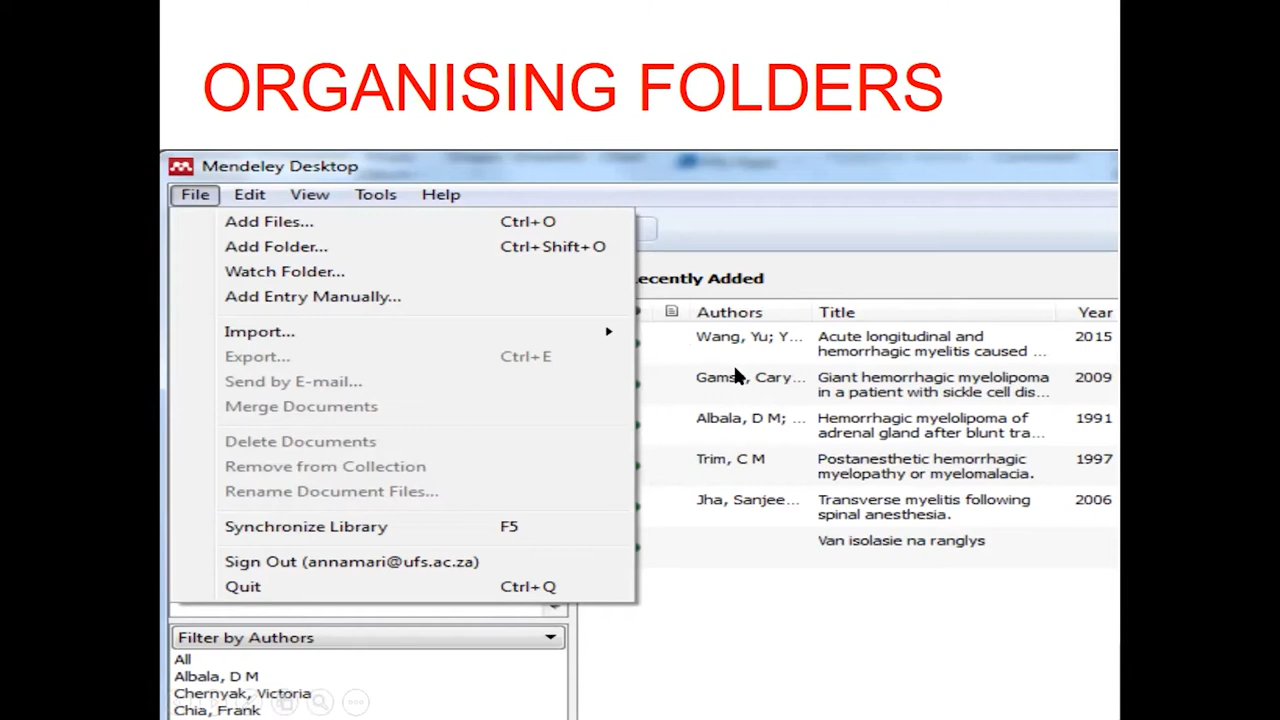 ORGANISING FOLDERS
Mendeley Desktop
File Edit View Tools Help
Add Files... Ctrl+O
Add Folder... Ctrl+Shift+O
Watch Folder...
Add Entry Manually...
Import...
Export... Ctrl+E
Send by E-mail...
Merge Documents
Delete Documents
Remove from Collection
Rename Document Files...
Synchronize Library F5
Sign Out (annamari@ufs.ac.za)
Quit Ctrl+Q
ecently Added
Authors Title Year
Wang, Yu; Y... Acute longitudinal and 2015
hemorrhagic myelitis caused ...
Cary... Giant hemorrhagic myelolipoma 2009
in a patient with sickle cell dis...
Albala, D M; ... Hemorrhagic myelolipoma of 1991
adrenal gland after blunt tra...
Trim, C M Postanesthetic hemorrhagic 1997
myelopathy or myelomalacia.
Jha, Sanjee... Transverse myelitis following 2006
spinal anesthesia.
Van isolasie na ranglys
Filter by Authors
All
Albala, D M
Chernyak, Victoria
Chia, Frank